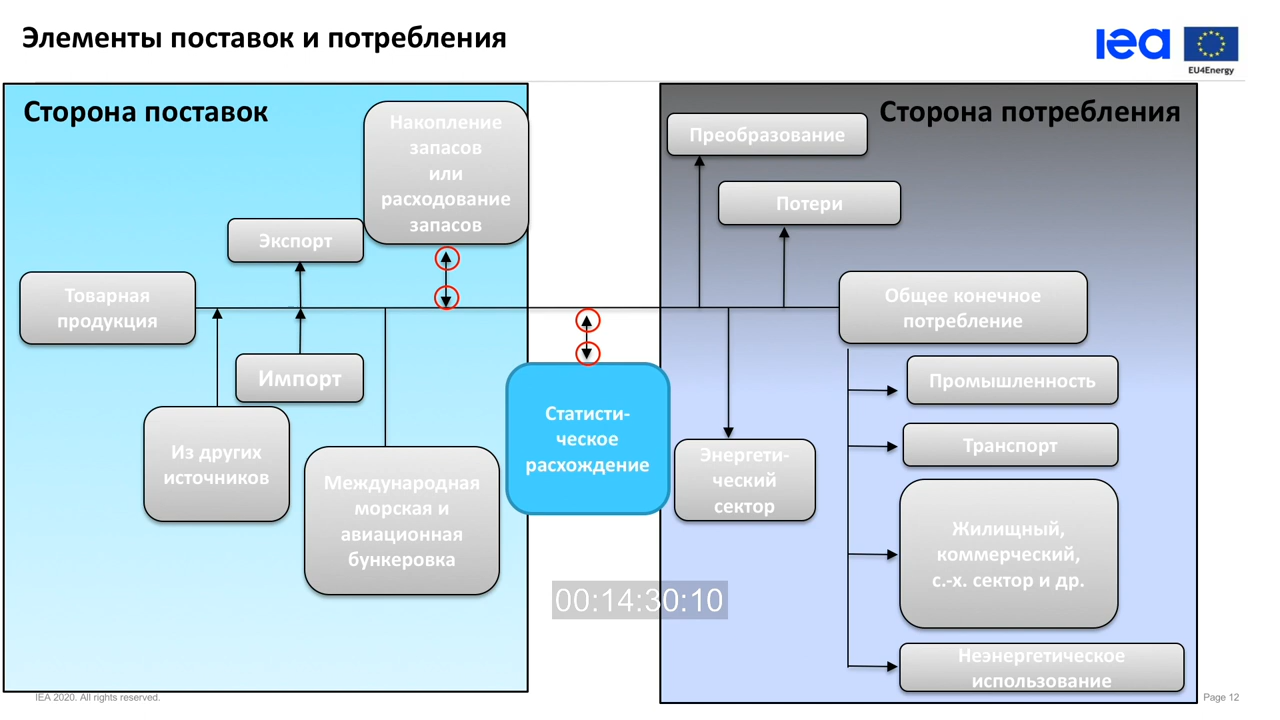 Элементы поставок и потребления
iea
EU4Energy
Сторона поставок
Сторона потребления
Накопление
запасов
или
расходование
запасов
Преобразование
Потери
Экспорт
Товарная
продукция
Общее конечное
потребление
Импорт
Промышленность
Статисти-
ческое
расхождение
Из других
источников
Транспорт
Энергети-
ческий
сектор
Международная
морская и
авиационная
бункеровка
Жилищный,
коммерческий,
с.-х. сектор и др.
00:14:30:10
Неэнергетическое
использование
IEA 2020. All rights reserved.
Page 12